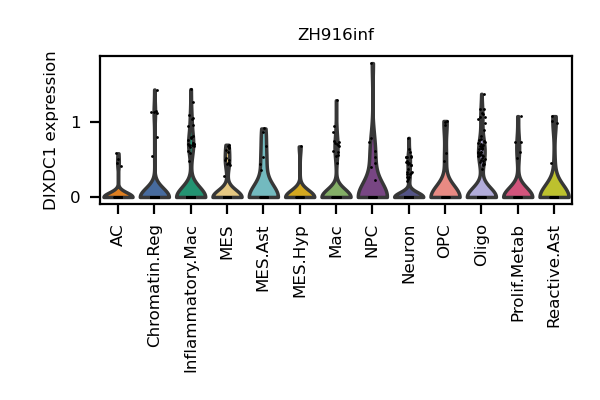 ZH916inf
DIXDC1 expression
1
0
AC
Chromatin.Reg
Inflammatory.Mac
MES
MES.Ast
MES.Hyp
Mac
NPC
Neuron
OPC
Oligo
Prolif.Metab
Reactive.Ast